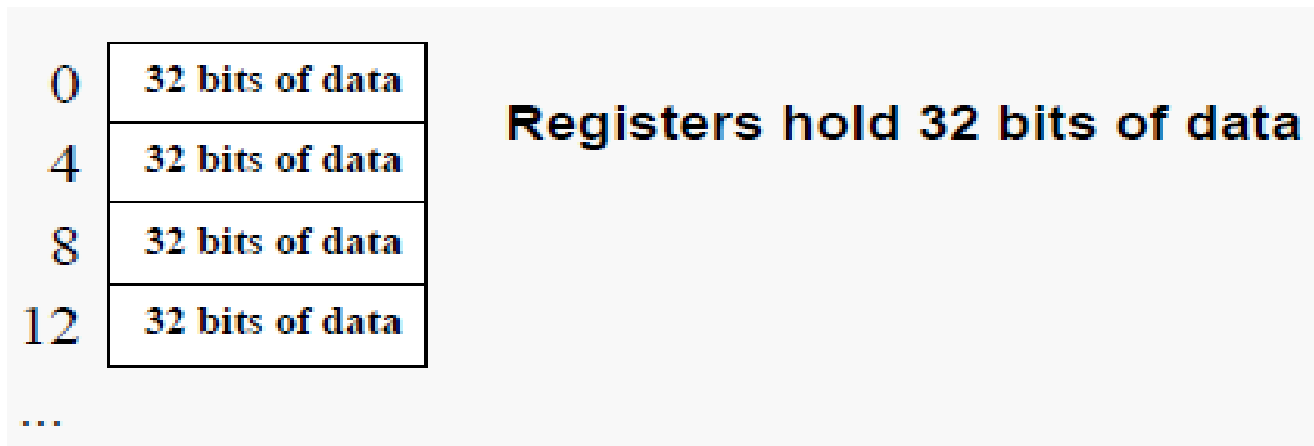 0 32 bits of data
Registers hold 32 bits of data
4 32 bits of data
8 32 bits of data
12 32 bits of data
...